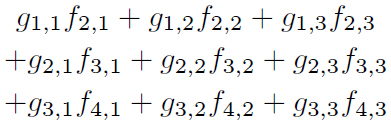 g_{1,1}f_{2,1} + g_{1,2}f_{2,2} + g_{1,3}f_{2,3}
+g_{2,1}f_{3,1} + g_{2,2}f_{3,2} + g_{2,3}f_{3,3}
+g_{3,1}f_{4,1} + g_{3,2}f_{4,2} + g_{3,3}f_{4,3}